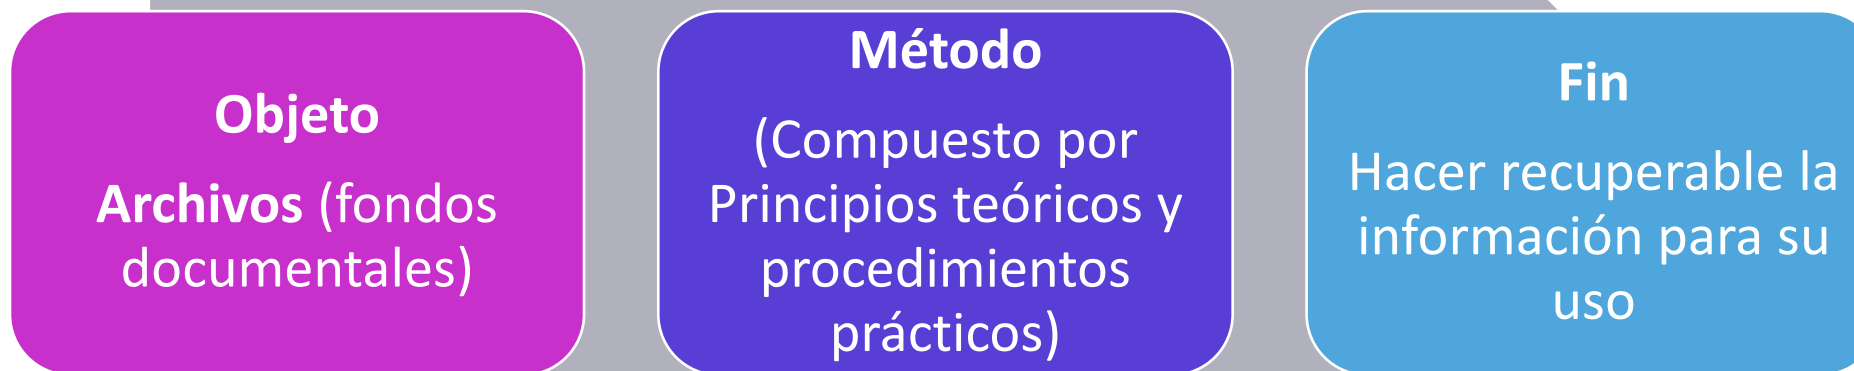 Objeto
Archivos (fondos
documentales)
Método
(Compuesto por
Principios teóricos y
procedimientos
prácticos)
Fin
Hacer recuperable la
información para su
uso